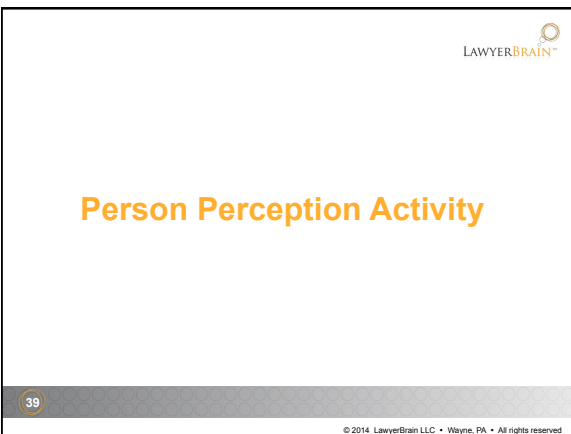 LAWYERBRAIN™
Person Perception Activity
39
© 2014 LawyerBrain LLC • Wayne, PA • All rights reserved